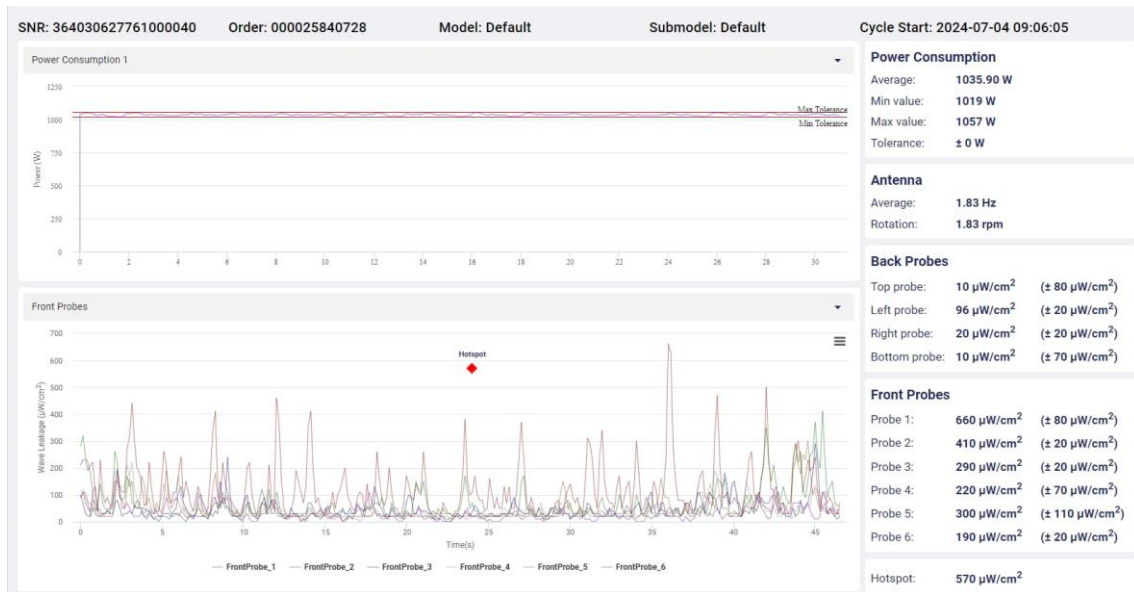 SNR: 364030627761000040 Order: 000025840728 Model: Default Submodel: Default Cycle Start: 2024-07-04 09:06:05
Power Consumption 1
1250
1000
750
500
250
0
Power (W)
Max Tolerance
Min Tolerance
0 2 4 6 8 10 12 14 16 18 20 22 24 26 28 30
Front Probes
700
600
500
400
300
200
100
0
Wave Leakage (µW/cm²)
Hotspot
0 5 10 15 20 25 30 35 40 45
Time(s)
FrontProbe_1 FrontProbe_2 FrontProbe_3 FrontProbe_4 FrontProbe_5 FrontProbe_6
Power Consumption
Average: 1035.90 W
Min value: 1019 W
Max value: 1057 W
Tolerance: ± 0 W
Antenna
Average: 1.83 Hz
Rotation: 1.83 rpm
Back Probes
Top probe: 10 µW/cm² (± 80 µW/cm²)
Left probe: 96 µW/cm² (± 20 µW/cm²)
Right probe: 20 µW/cm² (± 20 µW/cm²)
Bottom probe: 10 µW/cm² (± 70 µW/cm²)
Front Probes
Probe 1: 660 µW/cm² (± 80 µW/cm²)
Probe 2: 410 µW/cm² (± 20 µW/cm²)
Probe 3: 290 µW/cm² (± 20 µW/cm²)
Probe 4: 220 µW/cm² (± 70 µW/cm²)
Probe 5: 300 µW/cm² (± 110 µW/cm²)
Probe 6: 190 µW/cm² (± 20 µW/cm²)
Hotspot: 570 µW/cm²